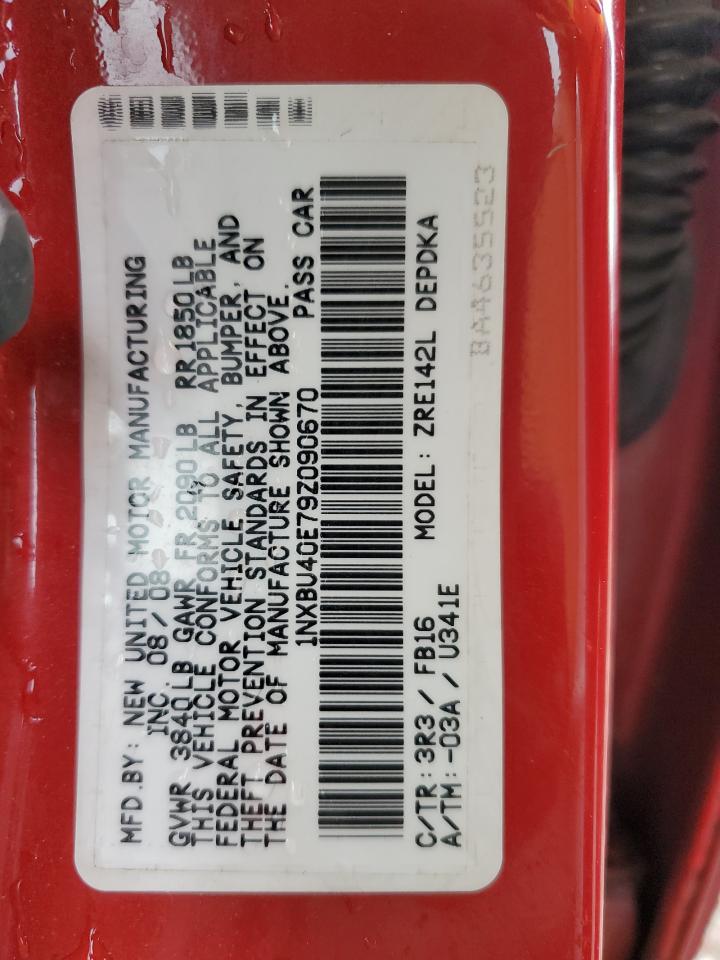 MFD.BY: NEW UNITED MOTOR MANUFACTURING
INC. 08/08
GVWR 3840LB GAWR FR 2090LB RR 1850LB
THIS VEHICLE CONFORMS TO ALL APPLICABLE
FEDERAL MOTOR VEHICLE SAFETY, BUMPER, AND
THEFT PREVENTION STANDARDS IN EFFECT ON
THE DATE OF MANUFACTURE SHOWN ABOVE.
1NXBU40E79Z090670 PASS CAR
C/TR: 3R3 / FB16 MODEL: ZRE142L DEPDKA
A/TM: -03A / U341E
BA4635523